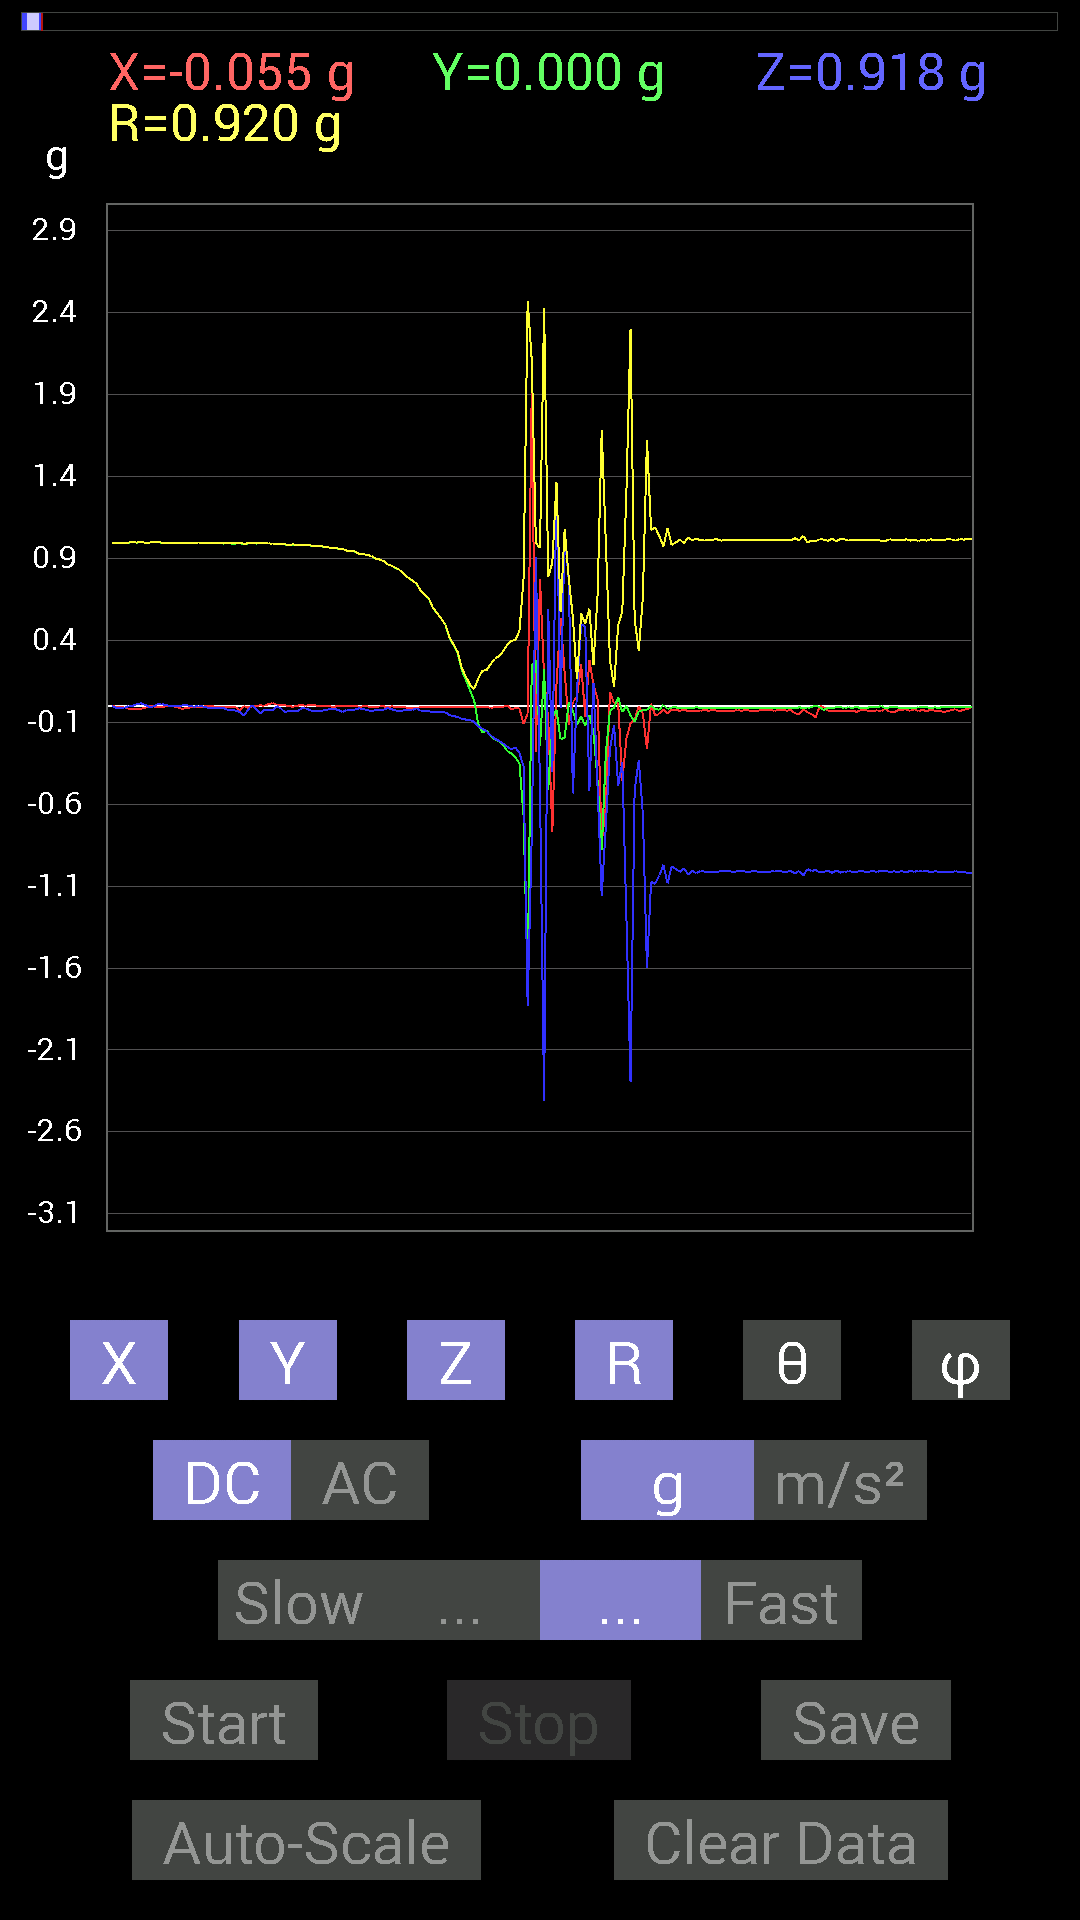 X=-0.055 g Y=0.000 g Z=0.918 g
R=0.920 g
g
2.9
2.4
1.9
1.4
0.9
0.4
-0.1
-0.6
-1.1
-1.6
-2.1
-2.6
-3.1
X Y Z R θ φ
DC AC g m/s²
Slow ... ... Fast
Start Stop Save
Auto-Scale Clear Data